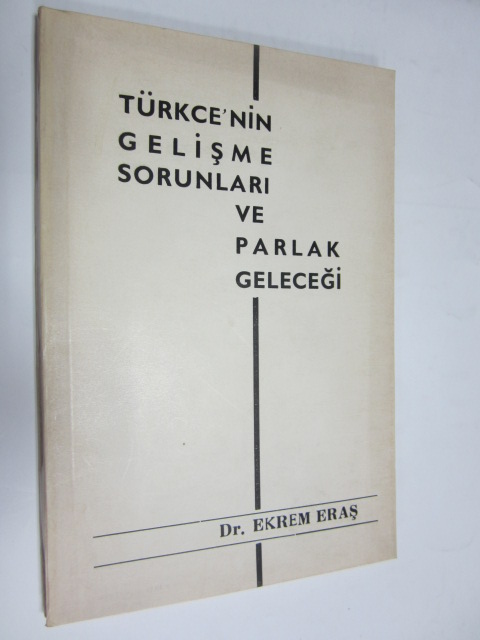 TÜRKCE'NİN
GELİŞME
SORUNLARI
VE
PARLAK
GELECEĞİ
Dr. EKREM ERAŞ